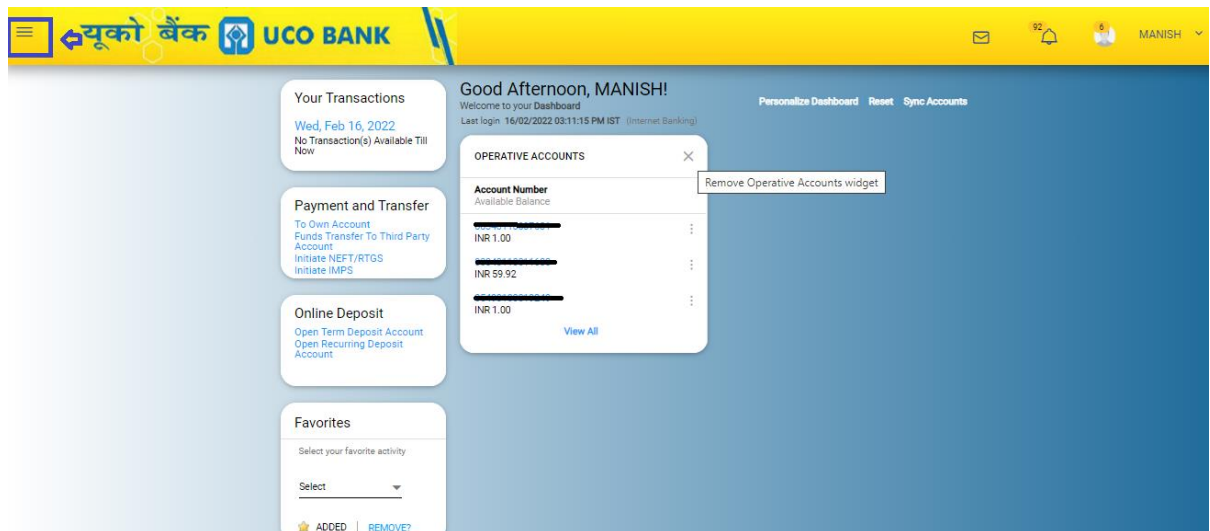 यूको बैंक UCO BANK
92
6
MANISH
Your Transactions
Wed, Feb 16, 2022
No Transaction(s) Available Till
Now
Payment and Transfer
To Own Account
Funds Transfer To Third Party
Account
Initiate NEFT/RTGS
Initiate IMPS
Online Deposit
Open Term Deposit Account
Open Recurring Deposit
Account
Favorites
Select your favorite activity
Select
ADDED | REMOVE?
Good Afternoon, MANISH!
Welcome to your Dashboard
Last login 16/02/2022 03:11:15 PM IST (Internet Banking)
Personalize Dashboard Reset Sync Accounts
OPERATIVE ACCOUNTS
Remove Operative Accounts widget
Account Number
Available Balance
INR 1.00
INR 59.92
INR 1.00
View All